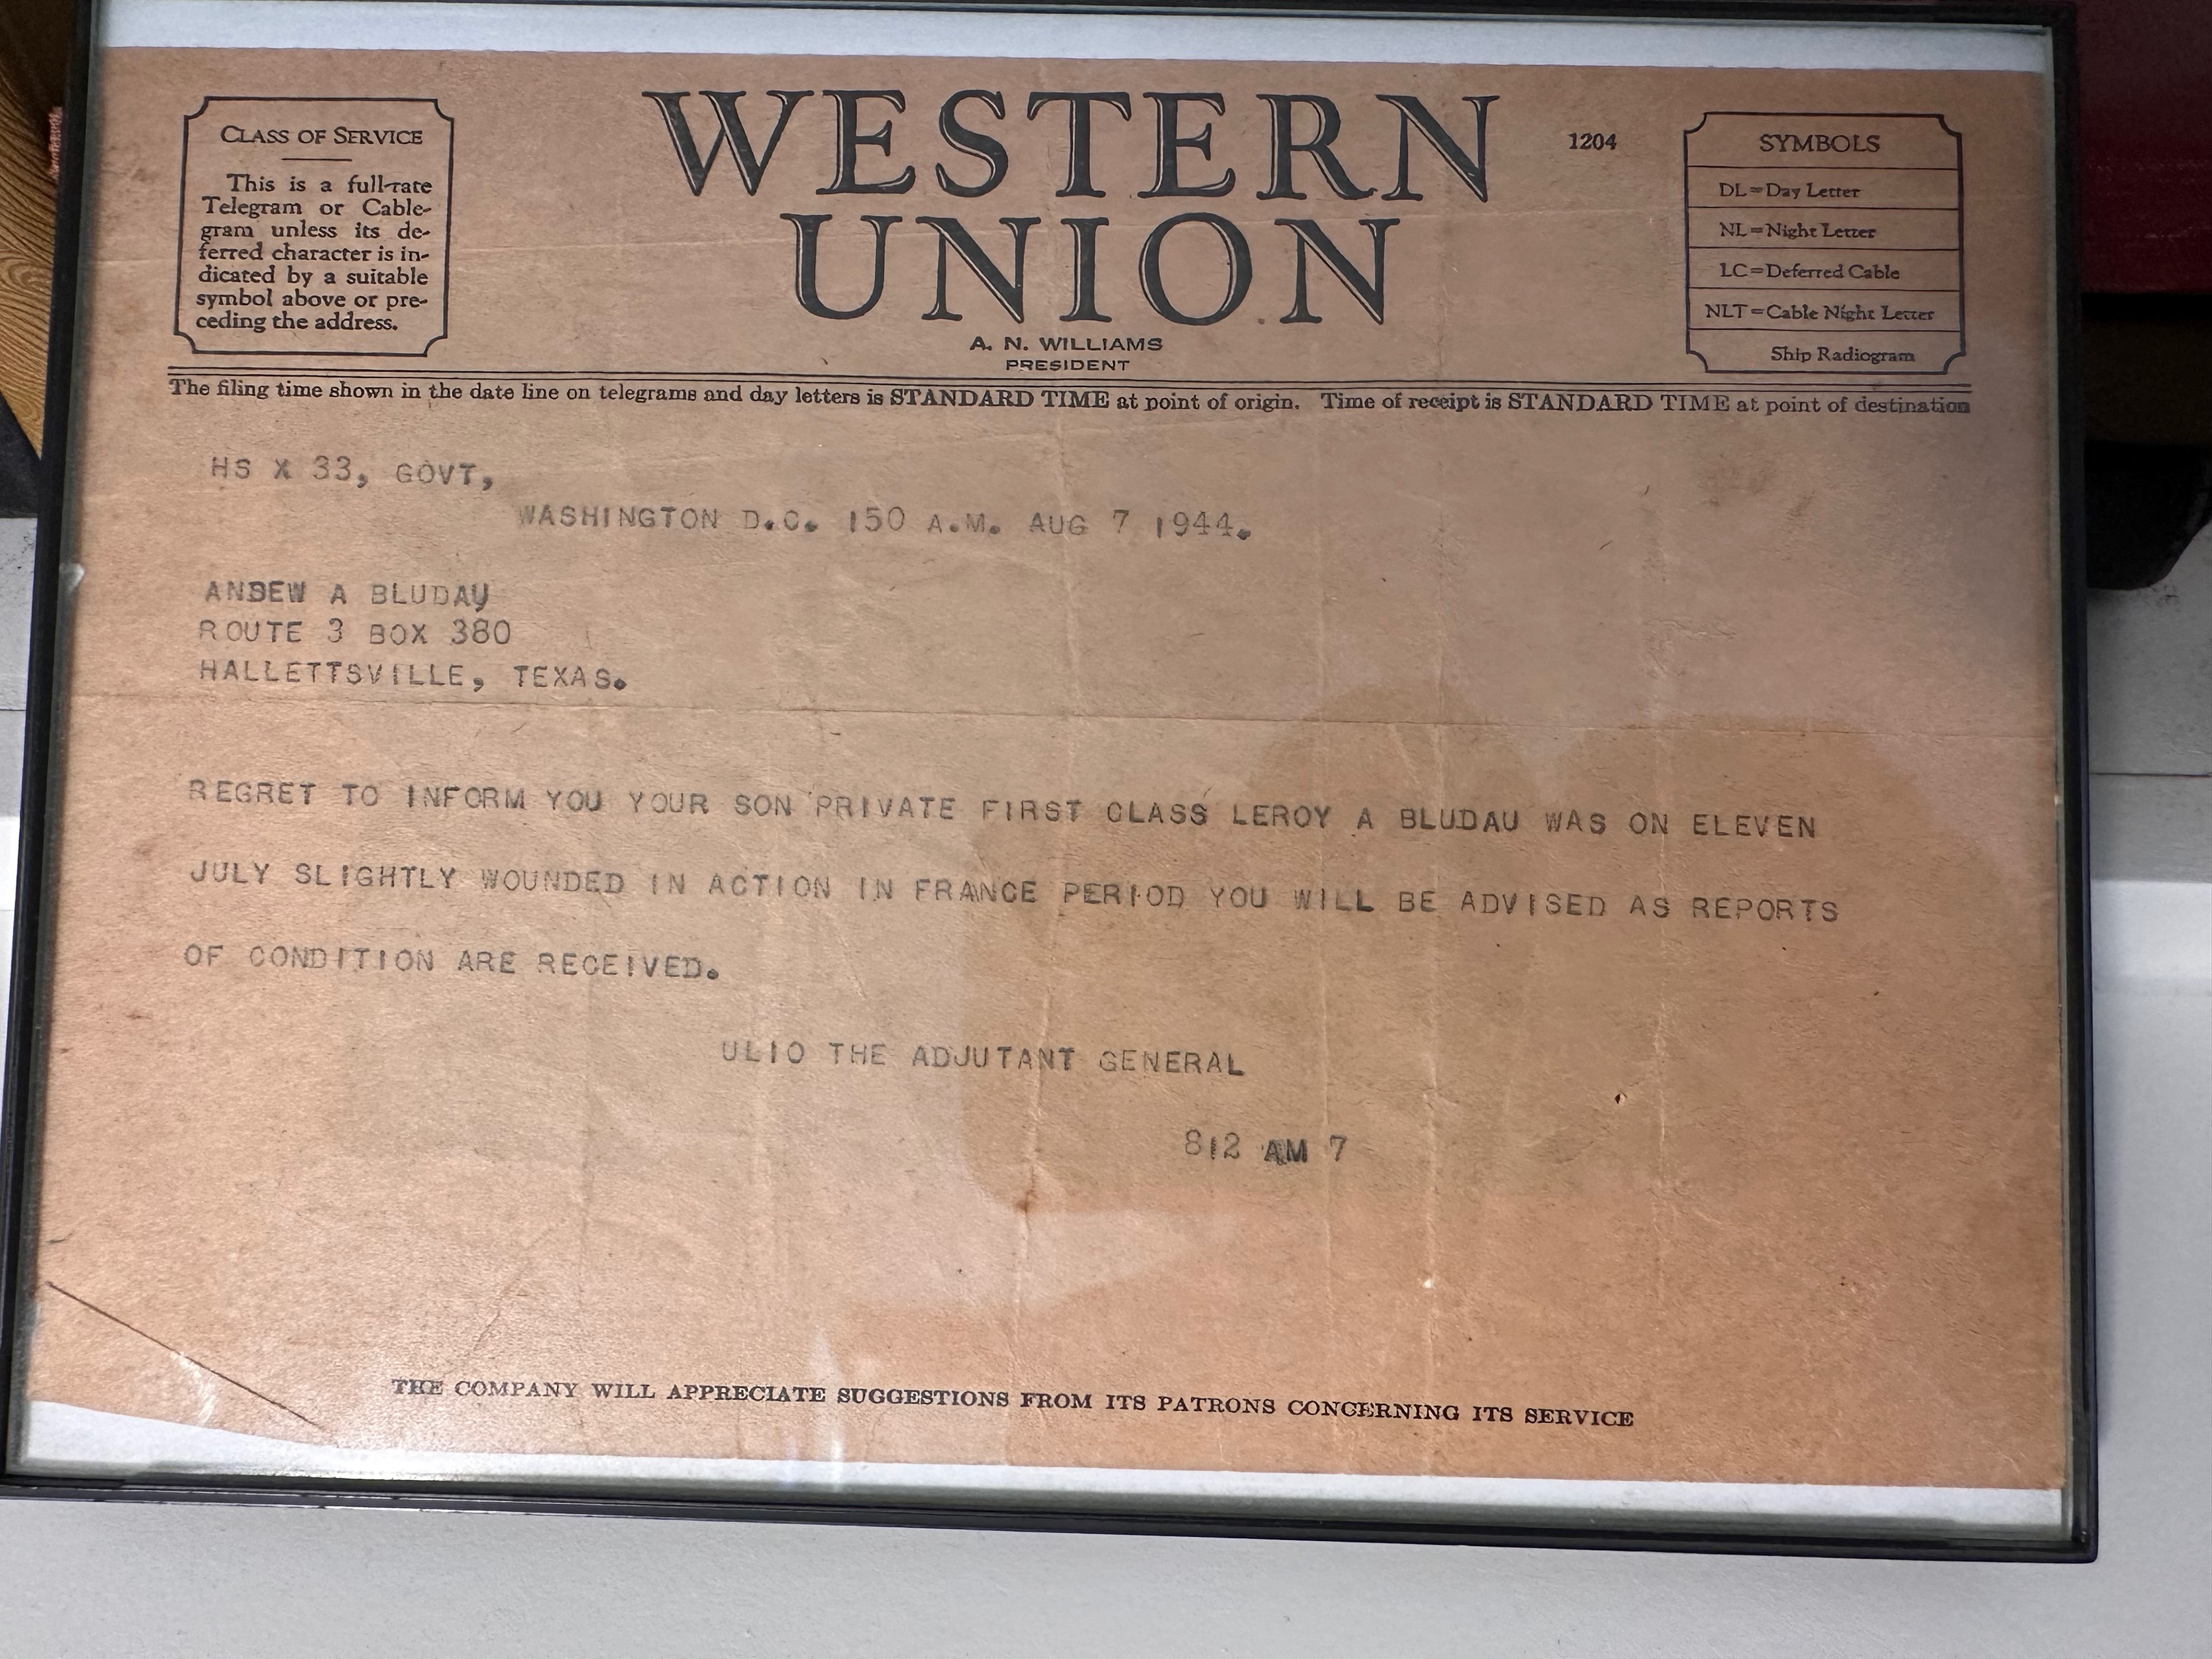 CLASS OF SERVICE
This is a full-rate
Telegram or Cable-
gram unless its de-
ferred character is in-
dicated by a suitable
symbol above or pre-
ceding the address.
WESTERN
UNION
A. N. WILLIAMS
PRESIDENT
1204
SYMBOLS
DL=Day Letter
NL=Night Letter
LC=Deferred Cable
NLT=Cable Night Letter
Ship Radiogram
The filing time shown in the date line on telegrams and day letters is STANDARD TIME at point of origin. Time of receipt is STANDARD TIME at point of destination
HS X 33, GOVT,
WASHINGTON D.C. 150 A.M. AUG 7 1944.
A BLUDAU
ROUTE 3 BOX 380
HALLETTSVILLE, TEXAS.
REGRET TO INFORM YOU YOUR SON PRIVATE FIRST CLASS LEROY A BLUDAU WAS ON ELEVEN
JULY SLIGHTLY WOUNDED IN ACTION IN FRANCE PERIOD YOU WILL BE ADVISED AS REPORTS
OF CONDITION ARE RECEIVED.
ULIO THE ADJUTANT GENERAL
812 AM 7
THE COMPANY WILL APPRECIATE SUGGESTIONS FROM ITS PATRONS CONCERNING ITS SERVICE